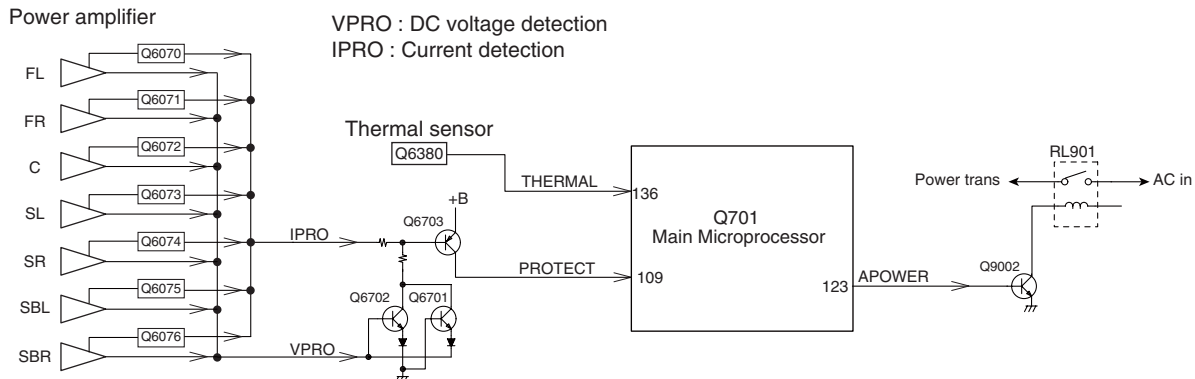 Power amplifier
VPRO : DC voltage detection
IPRO : Current detection
Q6070
FL
Q6071
FR
Q6072
C
Q6073
SL
Q6074
SR
Q6075
SBL
Q6076
SBR
Thermal sensor
Q6380
THERMAL
136
+B
Q6703
IPRO
PROTECT
109
Q6702
Q6701
VPRO
Q701
Main Microprocessor
123
APOWER
Q9002
RL901
Power trans
AC in